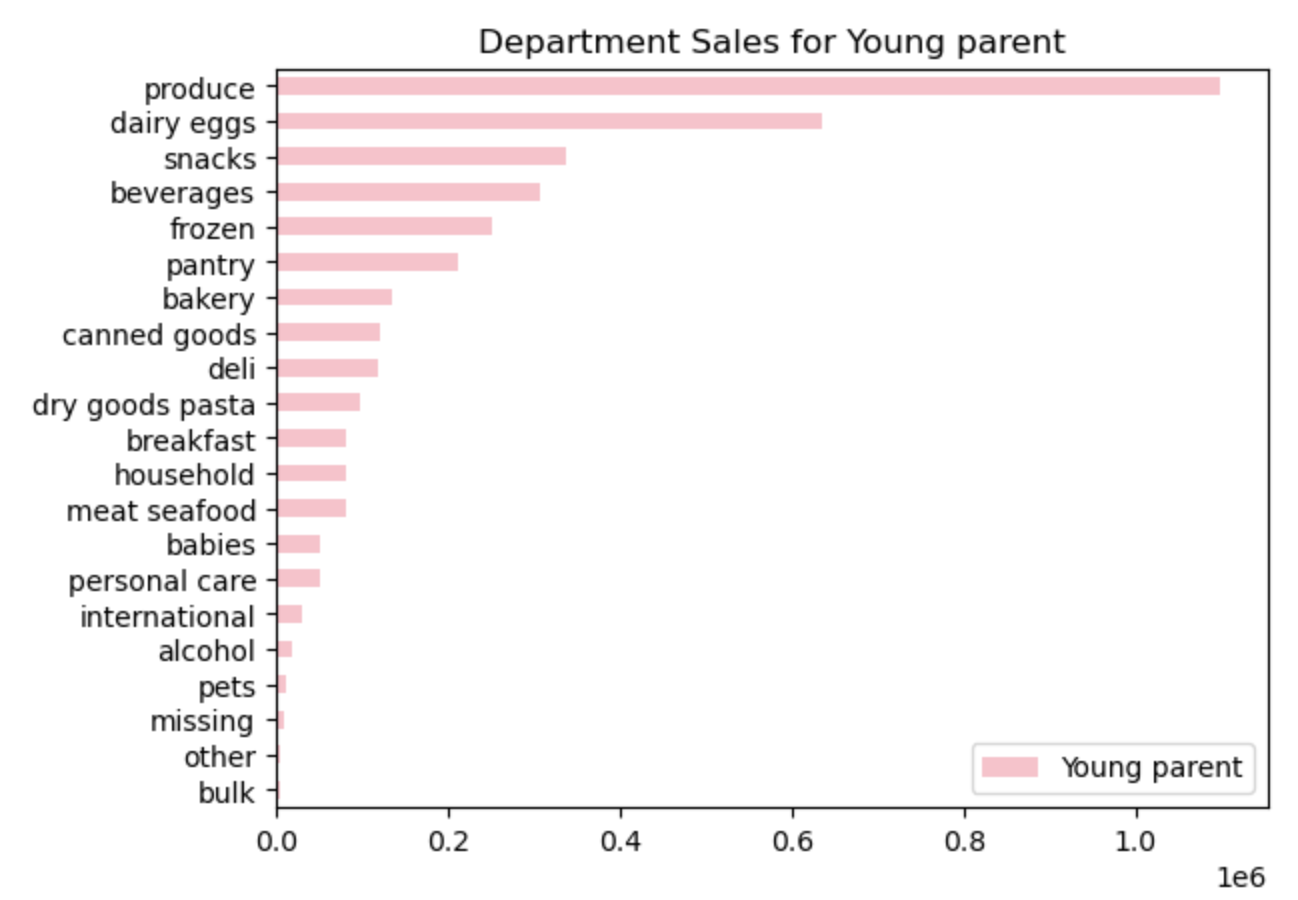 Department Sales for Young parent
produce
dairy eggs
snacks
beverages
frozen
pantry
bakery
canned goods
deli
dry goods pasta
breakfast
household
meat seafood
babies
personal care
international
alcohol
pets
missing
other
bulk
Young parent
0.0 0.2 0.4 0.6 0.8 1.0
1e6